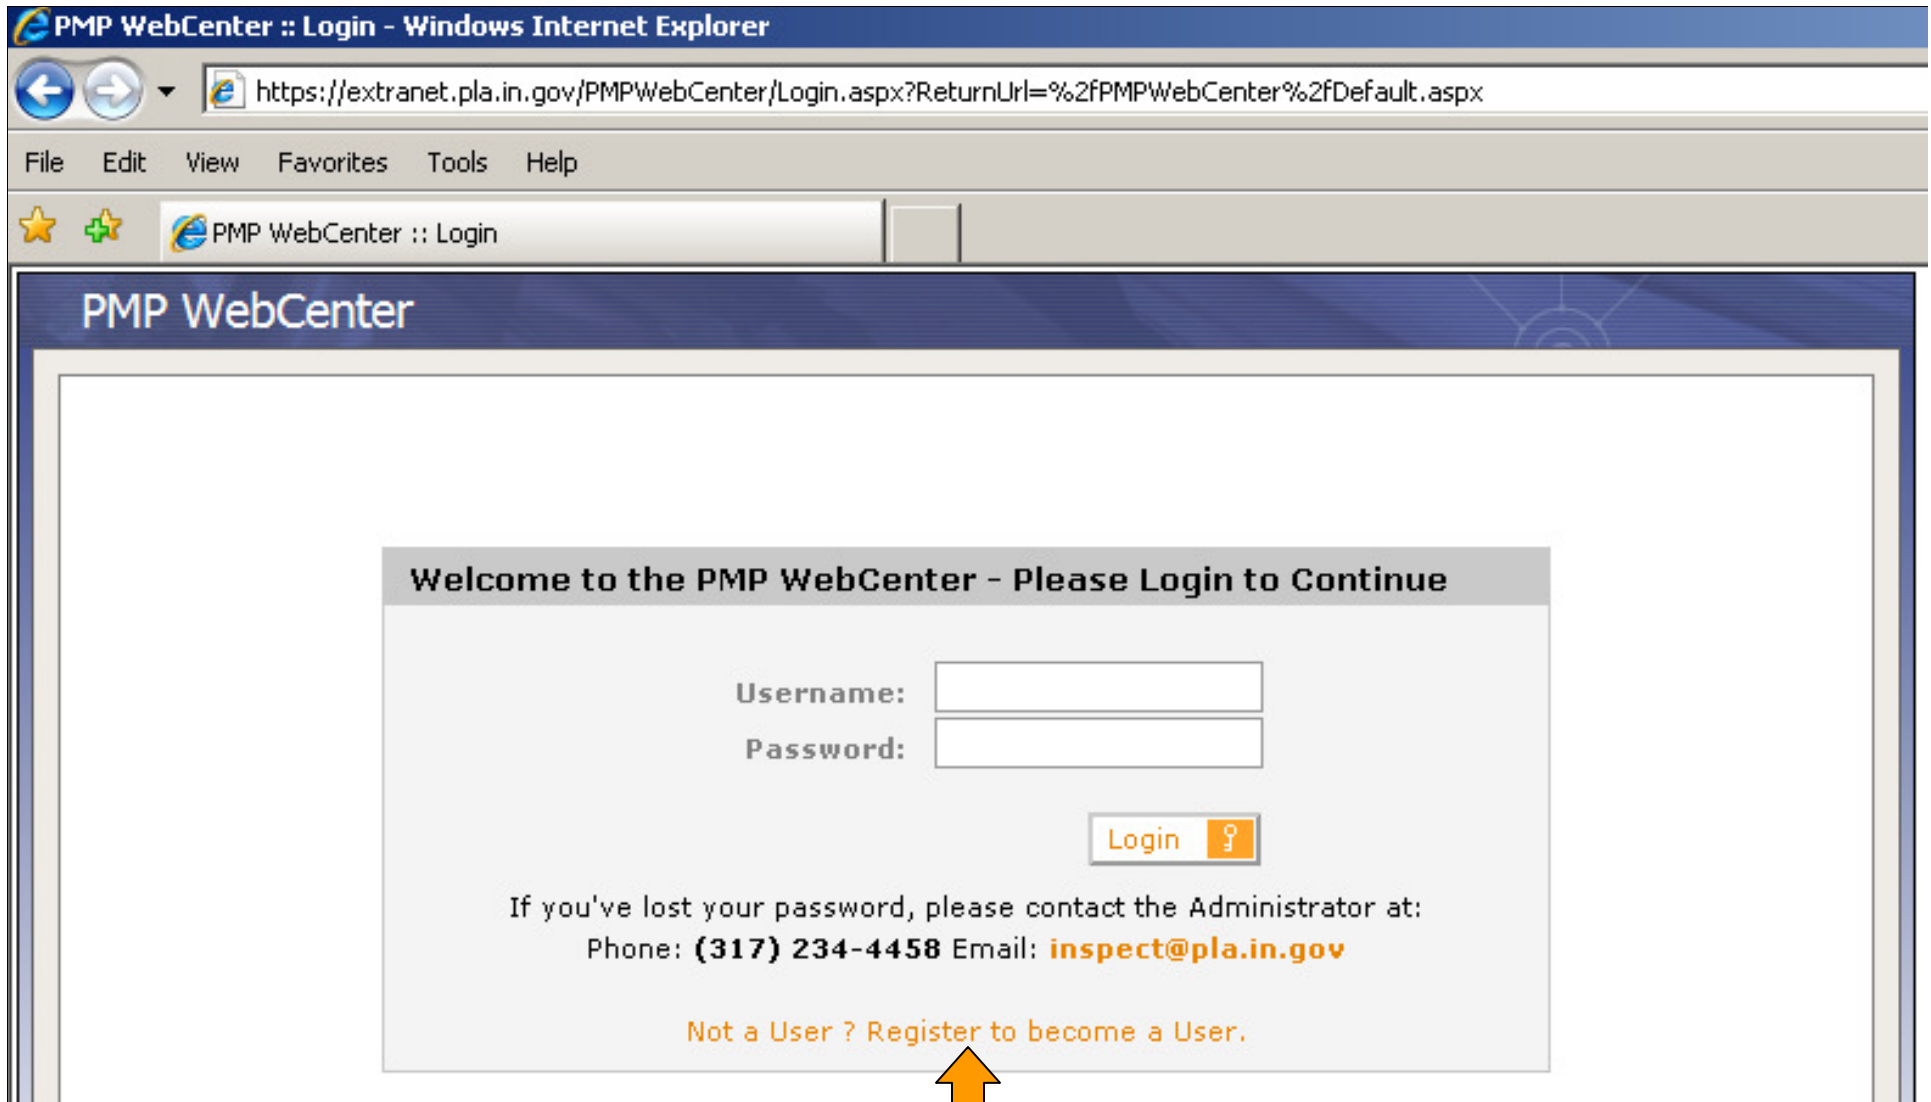 PMP WebCenter :: Login - Windows Internet Explorer
https://extranet.pla.in.gov/PMPWebCenter/Login.aspx?ReturnUrl=%2fPMPWebCenter%2fDefault.aspx
File Edit View Favorites Tools Help
PMP WebCenter :: Login
PMP WebCenter
Welcome to the PMP WebCenter - Please Login to Continue
Username:
Password:
Login
If you've lost your password, please contact the Administrator at:
Phone: (317) 234-4458 Email: inspect@pla.in.gov
Not a User ? Register to become a User.